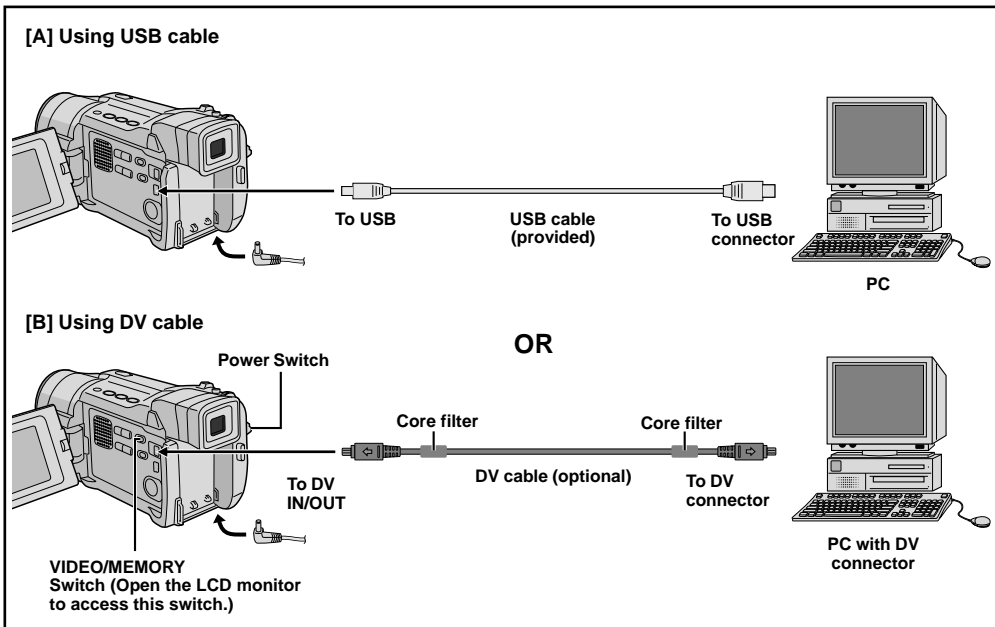 [A] Using USB cable
To USB
USB cable
(provided)
To USB
connector
PC
[B] Using DV cable
OR
Power Switch
Core filter
Core filter
DV cable (optional)
To DV
IN/OUT
To DV
connector
PC with DV
connector
VIDEO/MEMORY
Switch (Open the LCD monitor
to access this switch.)